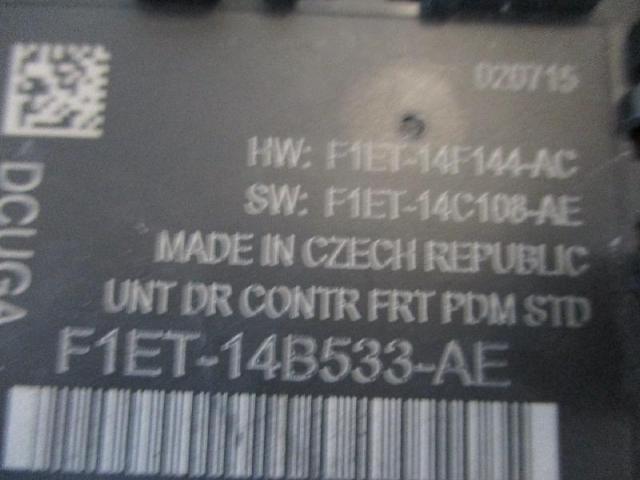 020715
HW: F1ET-14F144-AC
SW: F1ET-14C108-AE
MADE IN CZECH REPUBLIC
UNT DR CONTR FRT PDM STD
F1ET-14B533-AE
DCUGA